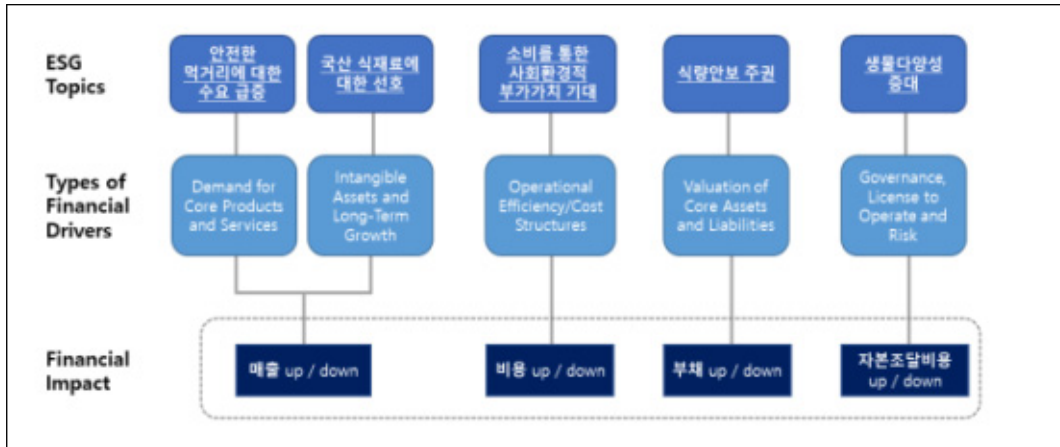 ESG
Topics
안전한
먹거리에 대한
수요 급증
국산 식재료에
대한 선호
소비를 통한
사회환경적
부가가치 기대
식량안보 주권
생물다양성
증대
Types of
Financial
Drivers
Demand for
Core Products
and Services
Intangible
Assets and
Long-Term
Growth
Operational
Efficiency/Cost
Structures
Valuation of
Core Assets
and Liabilities
Governance,
License to
Operate and
Risk
Financial
Impact
매출 up / down
비용 up / down
부채 up / down
자본조달비용
up / down